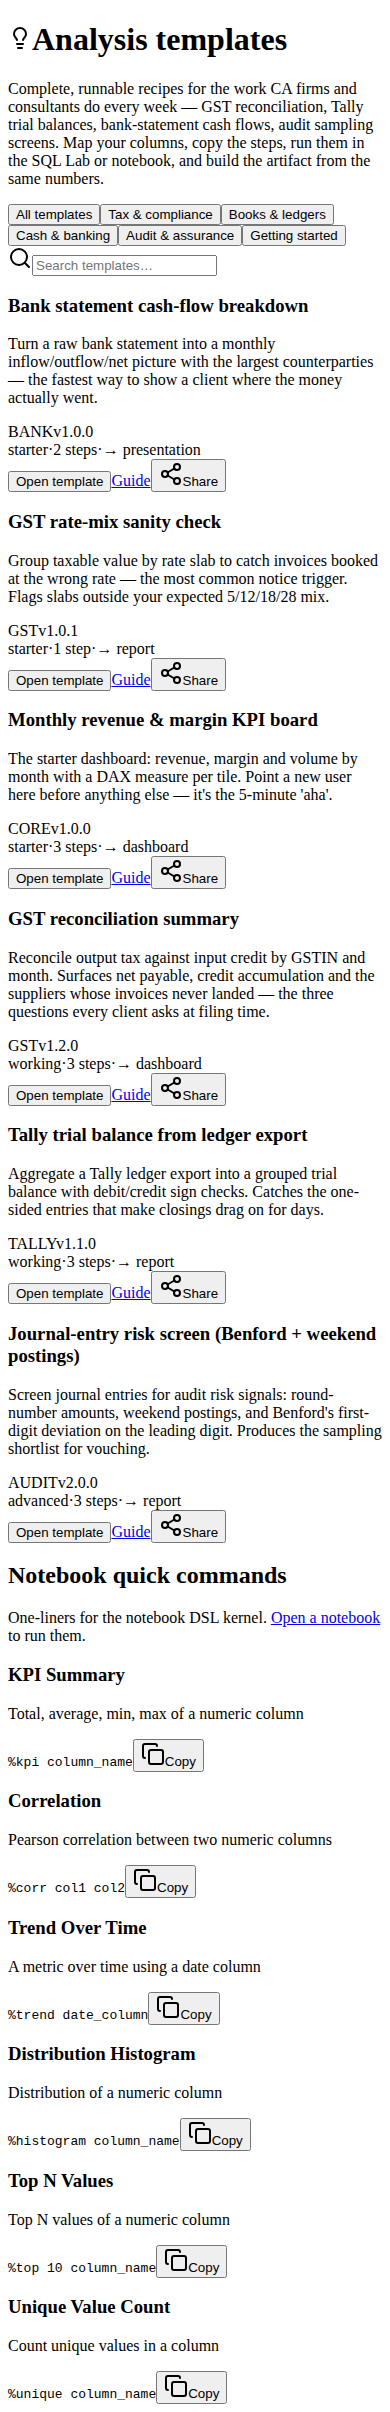 Analysis templates
Complete, runnable recipes for the work CA firms and
consultants do every week — GST reconciliation, Tally
trial balances, bank-statement cash flows, audit sampling
screens. Map your columns, copy the steps, run them in
the SQL Lab or notebook, and build the artifact from the
same numbers.
All templates Tax & compliance Books & ledgers
Cash & banking Audit & assurance Getting started
Search templates…
Bank statement cash-flow breakdown
Turn a raw bank statement into a monthly
inflow/outflow/net picture with the largest counterparties
— the fastest way to show a client where the money
actually went.
BANKv1.0.0
starter·2 steps·→ presentation
Open template Guide Share
GST rate-mix sanity check
Group taxable value by rate slab to catch invoices booked
at the wrong rate — the most common notice trigger.
Flags slabs outside your expected 5/12/18/28 mix.
GSTv1.0.1
starter·1 step·→ report
Open template Guide Share
Monthly revenue & margin KPI board
The starter dashboard: revenue, margin and volume by
month with a DAX measure per tile. Point a new user
here before anything else — it's the 5-minute 'aha'.
COREv1.0.0
starter·3 steps·→ dashboard
Open template Guide Share
GST reconciliation summary
Reconcile output tax against input credit by GSTIN and
month. Surfaces net payable, credit accumulation and the
suppliers whose invoices never landed — the three
questions every client asks at filing time.
GSTv1.2.0
working·3 steps·→ dashboard
Open template Guide Share
Tally trial balance from ledger export
Aggregate a Tally ledger export into a grouped trial
balance with debit/credit sign checks. Catches the one-
sided entries that make closings drag on for days.
TALLYv1.1.0
working·3 steps·→ report
Open template Guide Share
Journal-entry risk screen (Benford + weekend
postings)
Screen journal entries for audit risk signals: round-
number amounts, weekend postings, and Benford's first-
digit deviation on the leading digit. Produces the sampling
shortlist for vouching.
AUDITv2.0.0
advanced·3 steps·→ report
Open template Guide Share
Notebook quick commands
One-liners for the notebook DSL kernel. Open a notebook
to run them.
KPI Summary
Total, average, min, max of a numeric column
%kpi column_name Copy
Correlation
Pearson correlation between two numeric columns
%corr col1 col2 Copy
Trend Over Time
A metric over time using a date column
%trend date_column Copy
Distribution Histogram
Distribution of a numeric column
%histogram column_name Copy
Top N Values
Top N values of a numeric column
%top 10 column_name Copy
Unique Value Count
Count unique values in a column
%unique column_name Copy